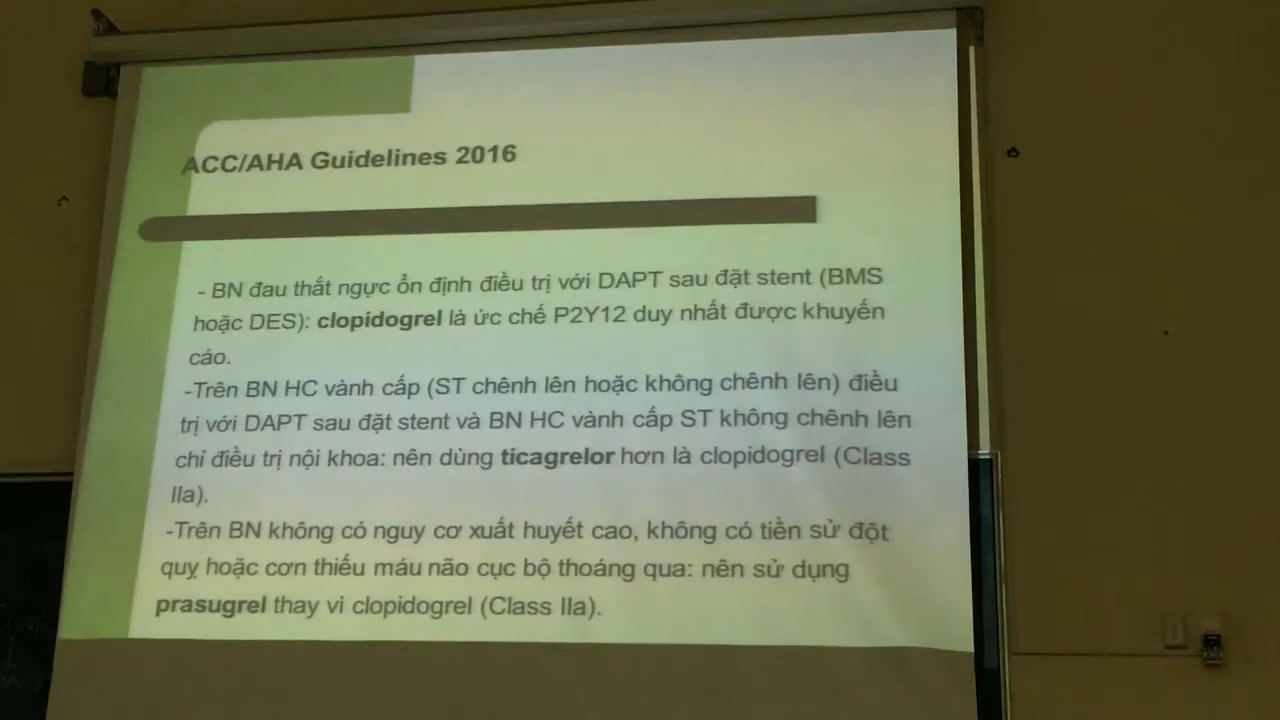 ACC/AHA Guidelines 2016
- BN đau thắt ngực ổn định điều trị với DAPT sau đặt stent (BMS
hoặc DES): clopidogrel là ức chế P2Y12 duy nhất được khuyến
cáo.
-Trên BN HC vành cấp (ST chênh lên hoặc không chênh lên) điều
trị với DAPT sau đặt stent và BN HC vành cấp ST không chênh lên
chỉ điều trị nội khoa: nên dùng ticagrelor hơn là clopidogrel (Class
IIa).
-Trên BN không có nguy cơ xuất huyết cao, không có tiền sử đột
quỵ hoặc cơn thiếu máu não cục bộ thoáng qua: nên sử dụng
prasugrel thay vì clopidogrel (Class IIa).